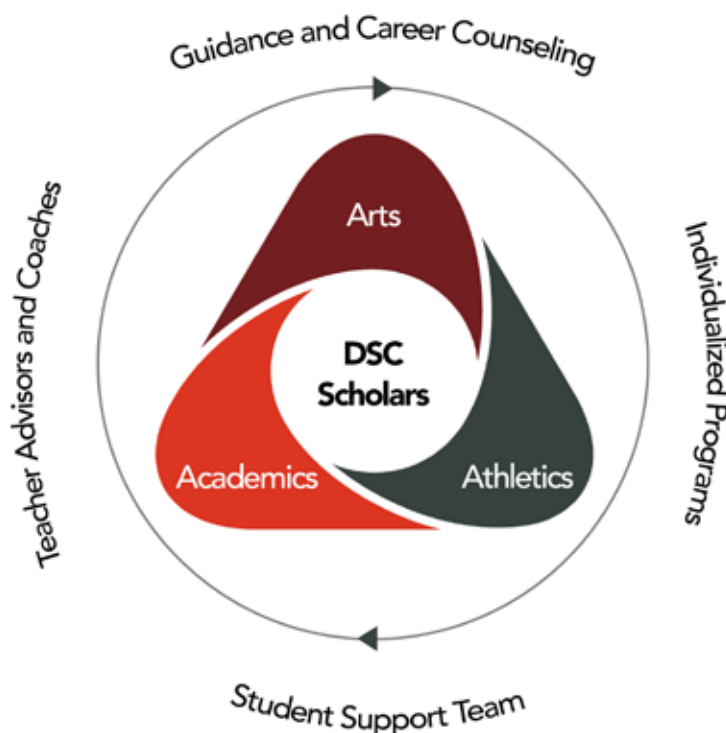 Guidance and Career Counseling
Teacher Advisors and Coaches
Individualized Programs
Arts
DSC
Scholars
Academics
Athletics
Student Support Team